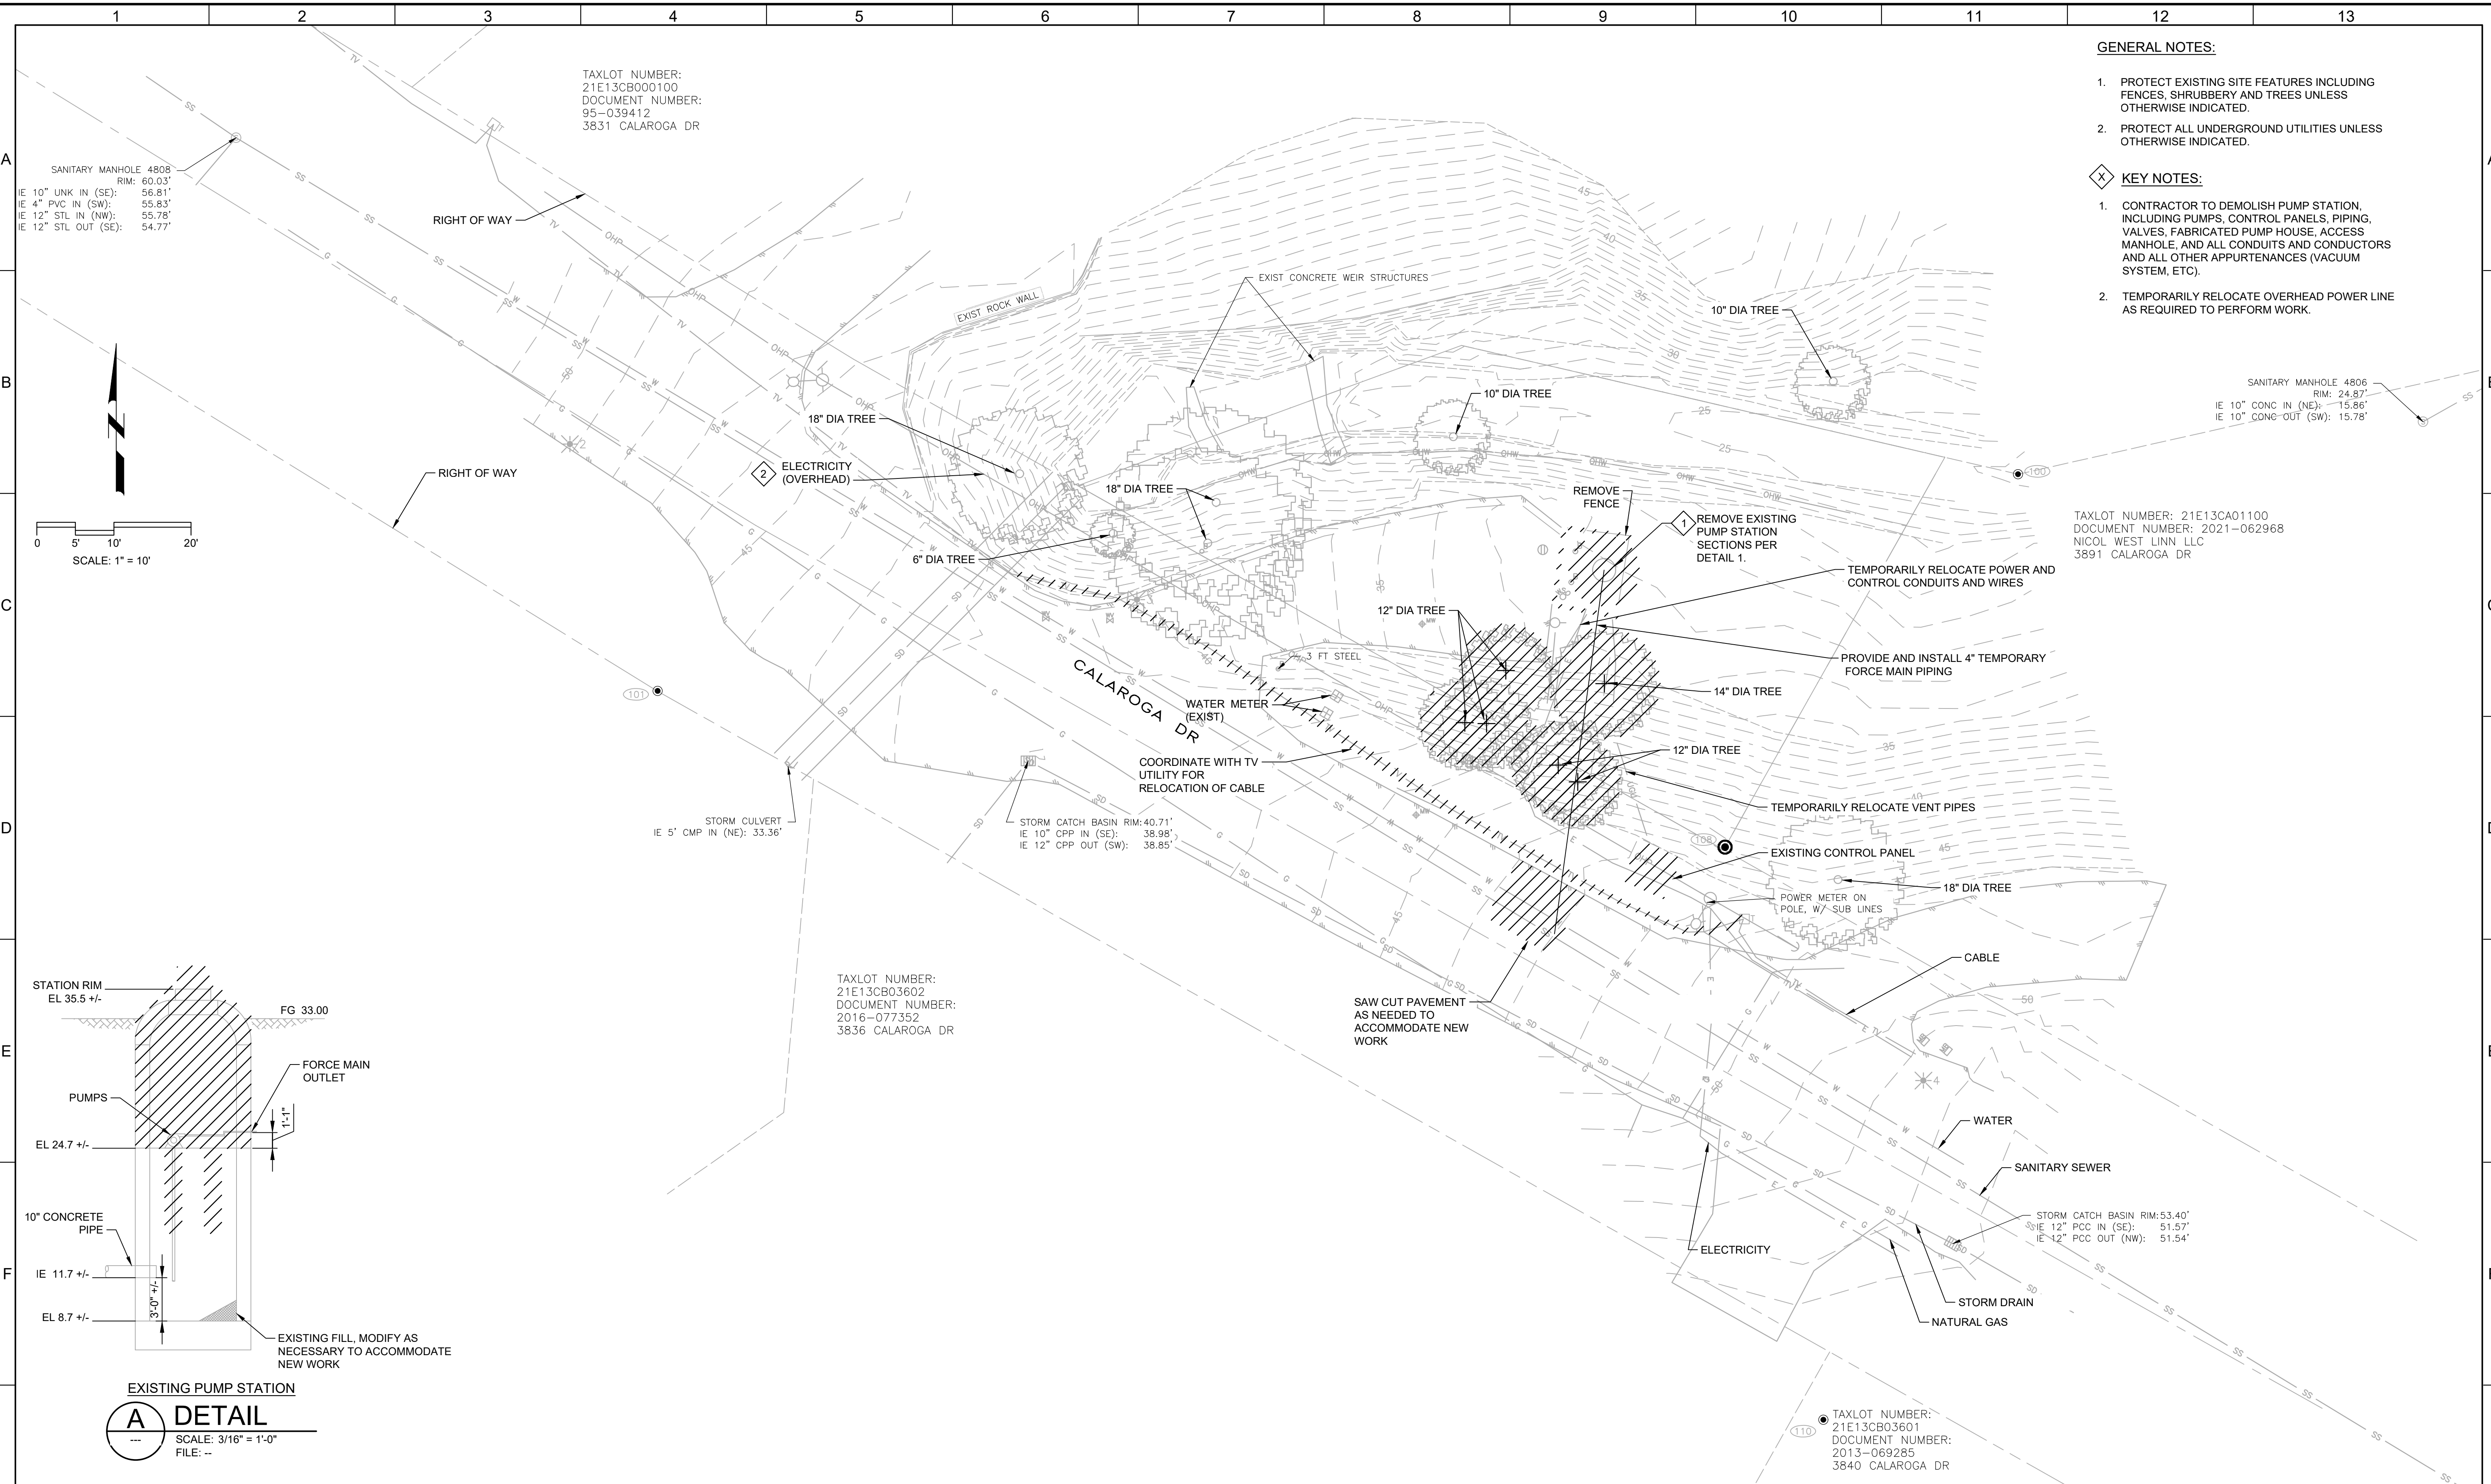 1 2 3 4 5 6 7 8 9 10 11 12 13
A
B
C
D
E
F
GENERAL NOTES:
1. PROTECT EXISTING SITE FEATURES INCLUDING
FENCES, SHRUBBERY AND TREES UNLESS
OTHERWISE INDICATED.
2. PROTECT ALL UNDERGROUND UTILITIES UNLESS
OTHERWISE INDICATED.
X KEY NOTES:
1. CONTRACTOR TO DEMOLISH PUMP STATION,
INCLUDING PUMPS, CONTROL PANELS, PIPING,
VALVES, FABRICATED PUMP HOUSE, ACCESS
MANHOLE, AND ALL CONDUITS AND CONDUCTORS
AND ALL OTHER APPURTENANCES (VACUUM
SYSTEM, ETC).
2. TEMPORARILY RELOCATE OVERHEAD POWER LINE
AS REQUIRED TO PERFORM WORK.
TAXLOT NUMBER:
21E13CB000100
DOCUMENT NUMBER:
95-039412
3831 CALAROGA DR
SANITARY MANHOLE 4808
RIM: 60.03'
IE 10" UNK IN (SE): 56.81'
IE 4" PVC IN (SW): 55.83'
IE 12" STL IN (NW): 55.78'
IE 12" STL OUT (SE): 54.77'
RIGHT OF WAY
EXIST ROCK WALL
EXIST CONCRETE WEIR STRUCTURES
10" DIA TREE
10" DIA TREE
SANITARY MANHOLE 4806
RIM: 24.87'
IE 10" CONC IN (NE): 15.86'
IE 10" CONC OUT (SW): 15.78'
18" DIA TREE
2 ELECTRICITY
(OVERHEAD)
RIGHT OF WAY
18" DIA TREE
6" DIA TREE
0 5' 10' 20'
SCALE: 1" = 10'
REMOVE
FENCE
1 REMOVE EXISTING
PUMP STATION
SECTIONS PER
DETAIL 1.
TAXLOT NUMBER: 21E13CA01100
DOCUMENT NUMBER: 2021-062968
NICOL WEST LINN LLC
3891 CALAROGA DR
TEMPORARILY RELOCATE POWER AND
CONTROL CONDUITS AND WIRES
12" DIA TREE
3 FT STEEL
PROVIDE AND INSTALL 4" TEMPORARY
FORCE MAIN PIPING
14" DIA TREE
CALAROGA DR
WATER METER
(EXIST)
12" DIA TREE
COORDINATE WITH TV
UTILITY FOR
RELOCATION OF CABLE
TEMPORARILY RELOCATE VENT PIPES
STORM CULVERT
IE 5' CMP IN (NE): 33.36'
STORM CATCH BASIN RIM: 40.71'
IE 10" CPP IN (SE): 38.98'
IE 12" CPP OUT (SW): 38.85'
100
101
108
110
EXISTING CONTROL PANEL
18" DIA TREE
POWER METER ON
POLE, W/ SUB LINES
CABLE
TAXLOT NUMBER:
21E13CB03602
DOCUMENT NUMBER:
2016-077352
3836 CALAROGA DR
SAW CUT PAVEMENT
AS NEEDED TO
ACCOMMODATE NEW
WORK
WATER
SANITARY SEWER
STORM CATCH BASIN RIM: 53.40'
IE 12" PCC IN (SE): 51.57'
IE 12" PCC OUT (NW): 51.54'
ELECTRICITY
STORM DRAIN
NATURAL GAS
TAXLOT NUMBER:
21E13CB03601
DOCUMENT NUMBER:
2013-069285
3840 CALAROGA DR
STATION RIM
EL 35.5 +/-
FG 33.00
FORCE MAIN
OUTLET
PUMPS
1'-1"
EL 24.7 +/-
10" CONCRETE
PIPE
IE 11.7 +/-
3'-0" +/-
EL 8.7 +/-
EXISTING FILL, MODIFY AS
NECESSARY TO ACCOMMODATE
NEW WORK
EXISTING PUMP STATION
A DETAIL
---
SCALE: 3/16" = 1'-0"
FILE: --